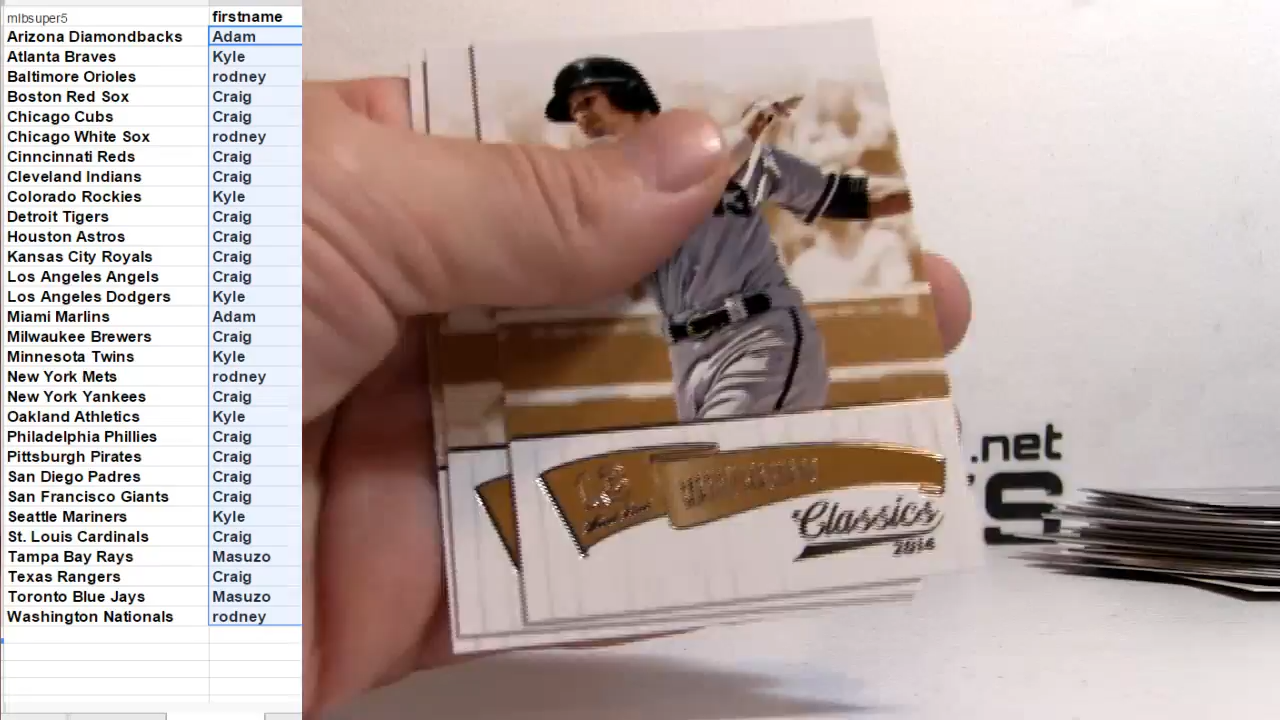 mlbsuper5 firstname
Arizona Diamondbacks Adam
Atlanta Braves Kyle
Baltimore Orioles rodney
Boston Red Sox Craig
Chicago Cubs Craig
Chicago White Sox rodney
Cinncinnati Reds Craig
Cleveland Indians Craig
Colorado Rockies Kyle
Detroit Tigers Craig
Houston Astros Craig
Kansas City Royals Craig
Los Angeles Angels Craig
Los Angeles Dodgers Kyle
Miami Marlins Adam
Milwaukee Brewers Craig
Minnesota Twins Kyle
New York Mets rodney
New York Yankees Craig
Oakland Athletics Kyle
Philadelphia Phillies Craig
Pittsburgh Pirates Craig
San Diego Padres Craig
San Francisco Giants Craig
Seattle Mariners Kyle
St. Louis Cardinals Craig
Tampa Bay Rays Masuzo
Texas Rangers Craig
Toronto Blue Jays Masuzo
Washington Nationals rodney
13
Classics
2016
.net